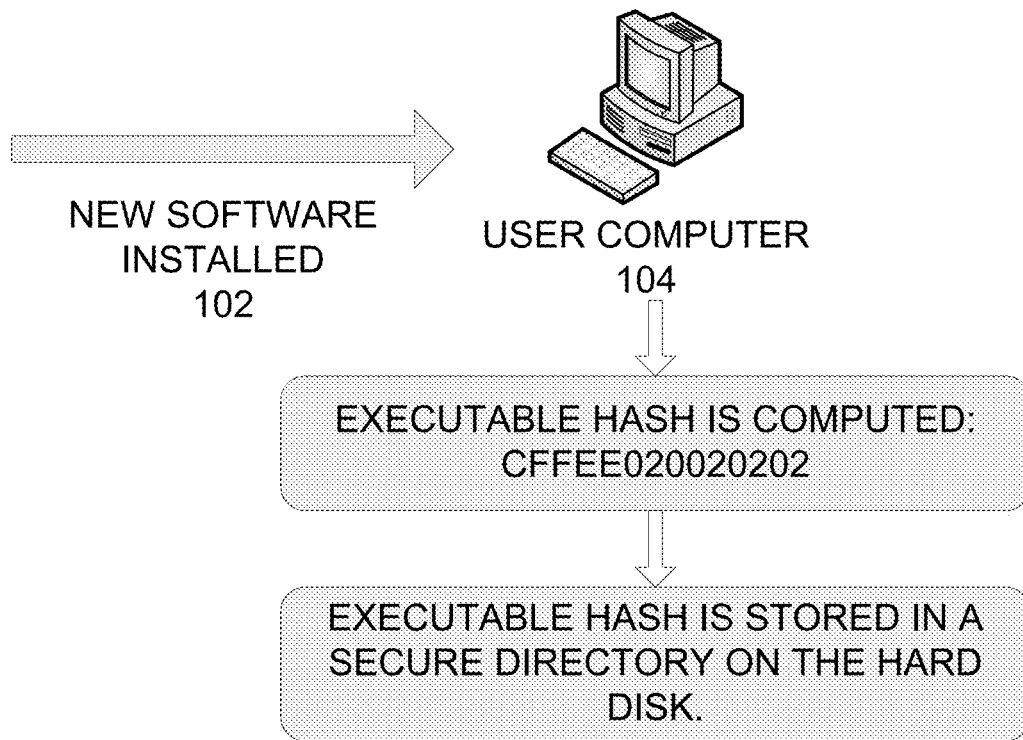 NEW SOFTWARE
INSTALLED
102
USER COMPUTER
104
EXECUTABLE HASH IS COMPUTED:
CFFEE020020202
EXECUTABLE HASH IS STORED IN A
SECURE DIRECTORY ON THE HARD
DISK.